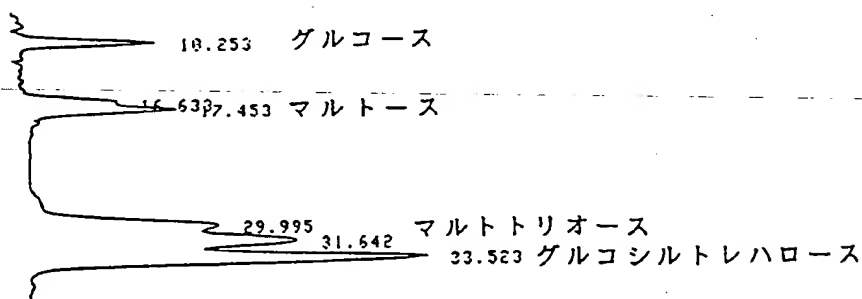 10.253 グルコース
16.633 17.453 マルトース
29.995 マルトトリオース
31.642
33.523 グルコシルトレハロース